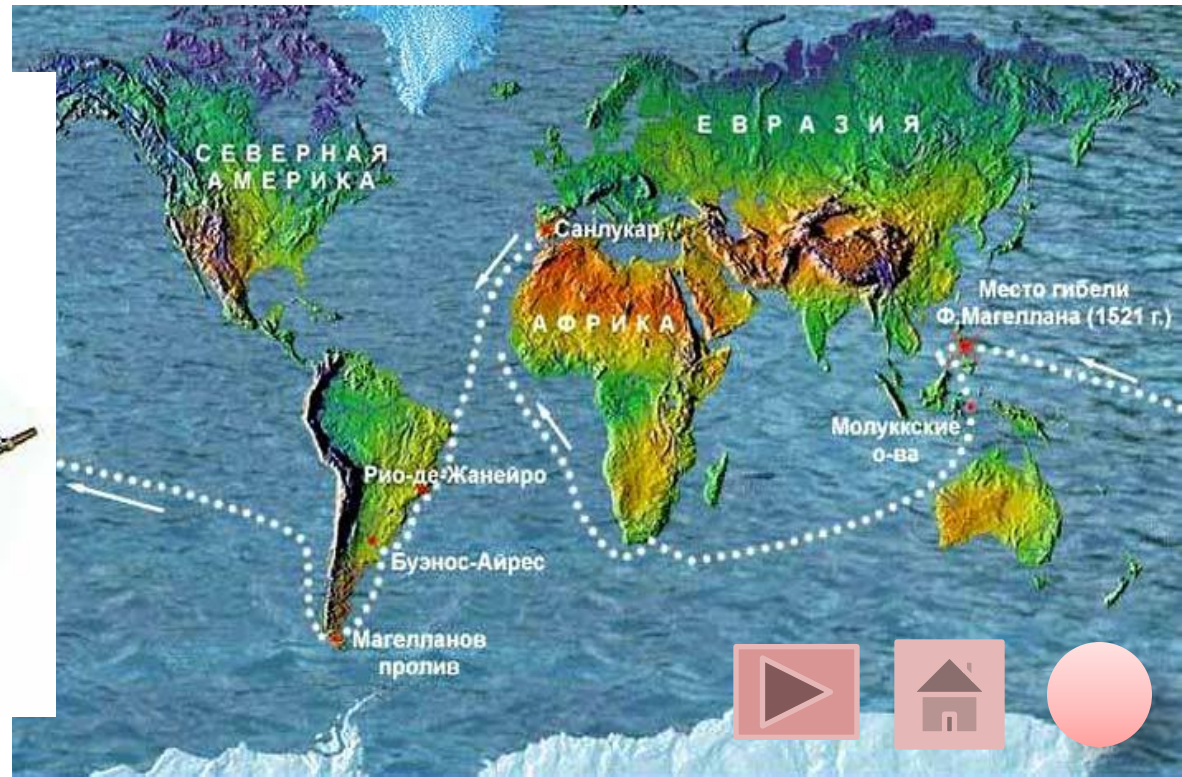 СЕВЕРНАЯ
АМЕРИКА
ЕВРАЗИЯ
Санлукар
АФРИКА
Место гибели
Ф.Магеллана (1521 г.)
Молуккские
о-ва
Рио-де-Жанейро
Буэнос-Айрес
Магелланов
пролив